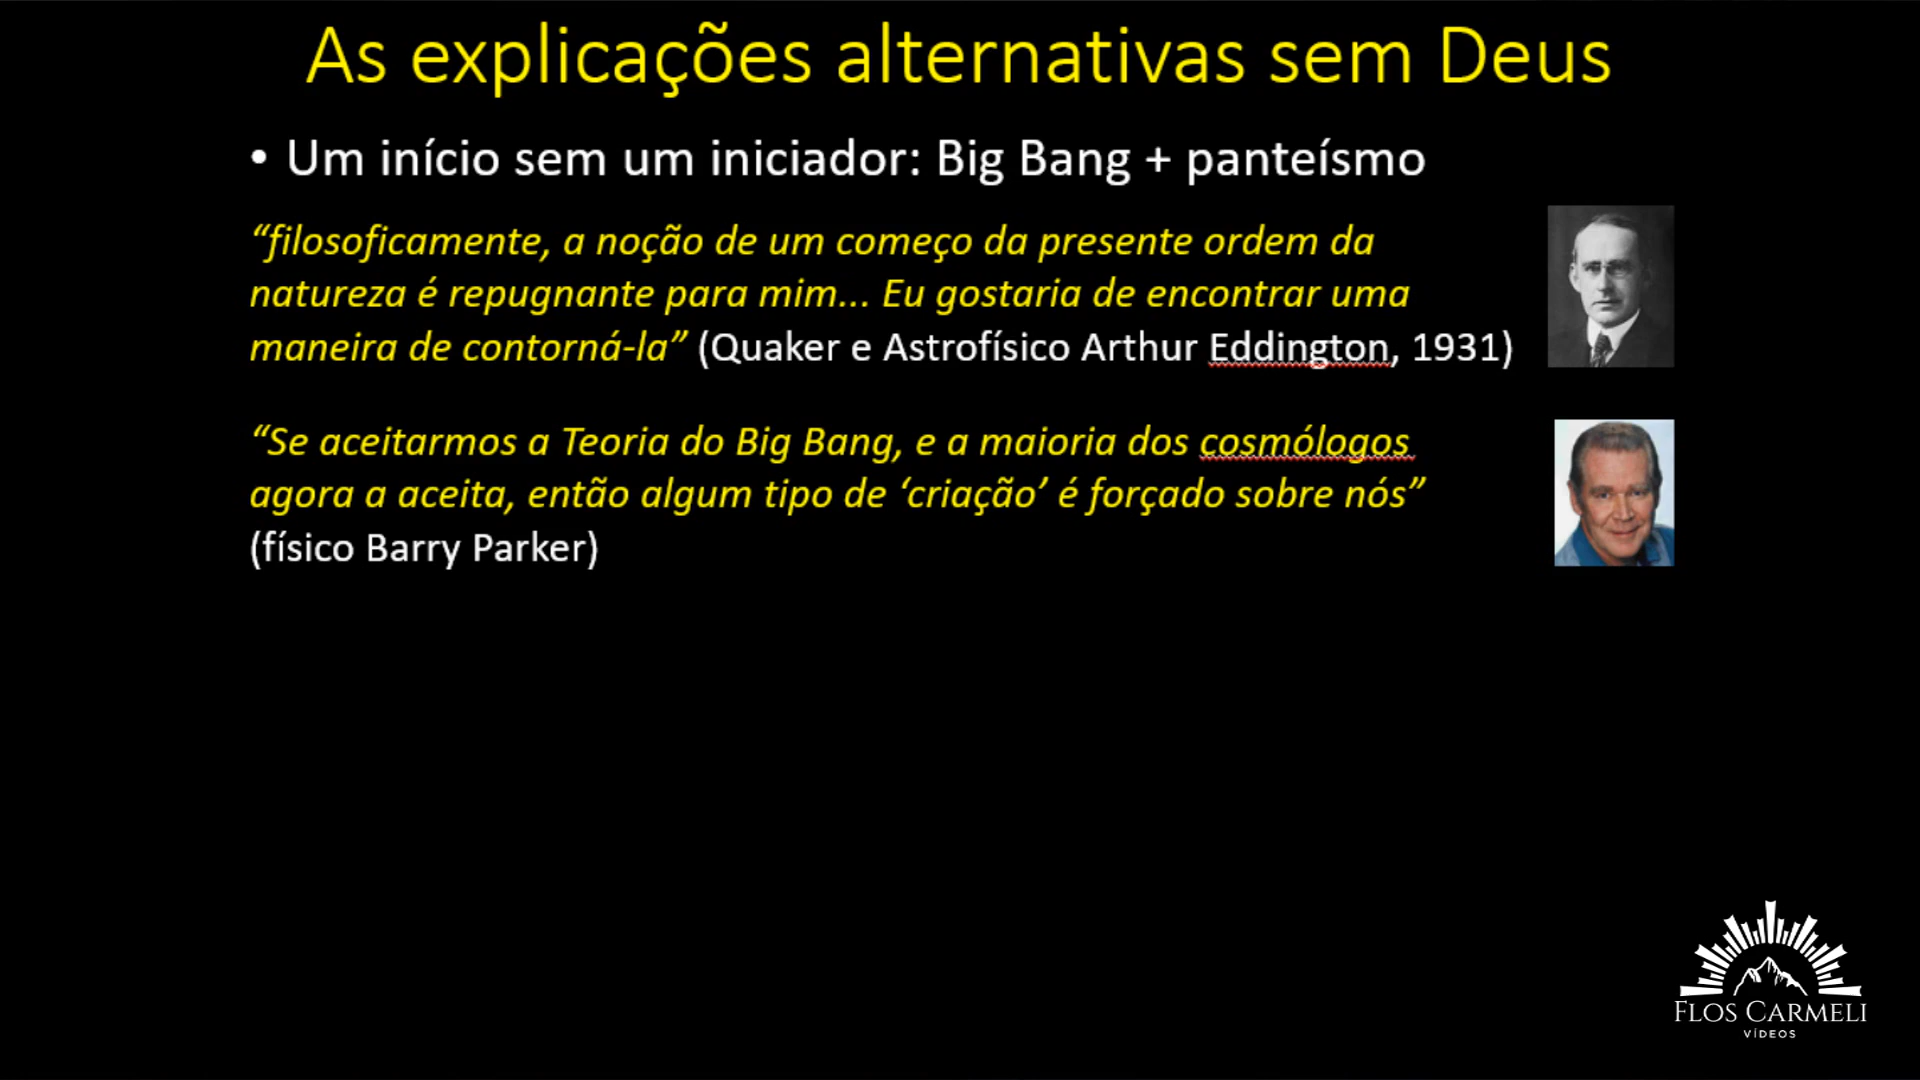 As explicações alternativas sem Deus
• Um início sem um iniciador: Big Bang + panteísmo
“filosoficamente, a noção de um começo da presente ordem da
natureza é repugnante para mim... Eu gostaria de encontrar uma
maneira de contorná-la” (Quaker e Astrofísico Arthur Eddington, 1931)
“Se aceitarmos a Teoria do Big Bang, e a maioria dos cosmólogos
agora a aceita, então algum tipo de ‘criação’ é forçado sobre nós”
(físico Barry Parker)
FLOS CARMELI
VÍDEOS